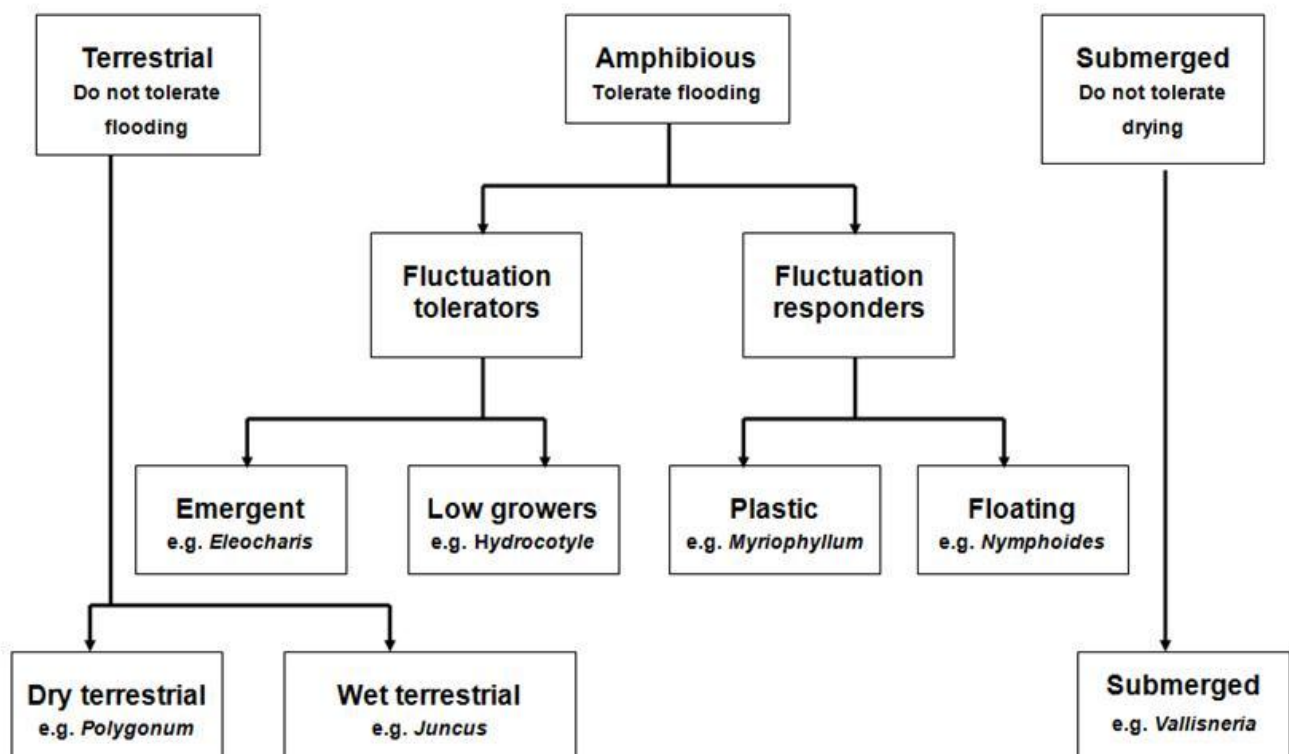 Terrestrial
Do not tolerate
flooding
Amphibious
Tolerate flooding
Submerged
Do not tolerate
drying
Fluctuation
tolerators
Fluctuation
responders
Emergent
e.g. Eleocharis
Low growers
e.g. Hydrocotyle
Plastic
e.g. Myriophyllum
Floating
e.g. Nymphoides
Dry terrestrial
e.g. Polygonum
Wet terrestrial
e.g. Juncus
Submerged
e.g. Vallisneria